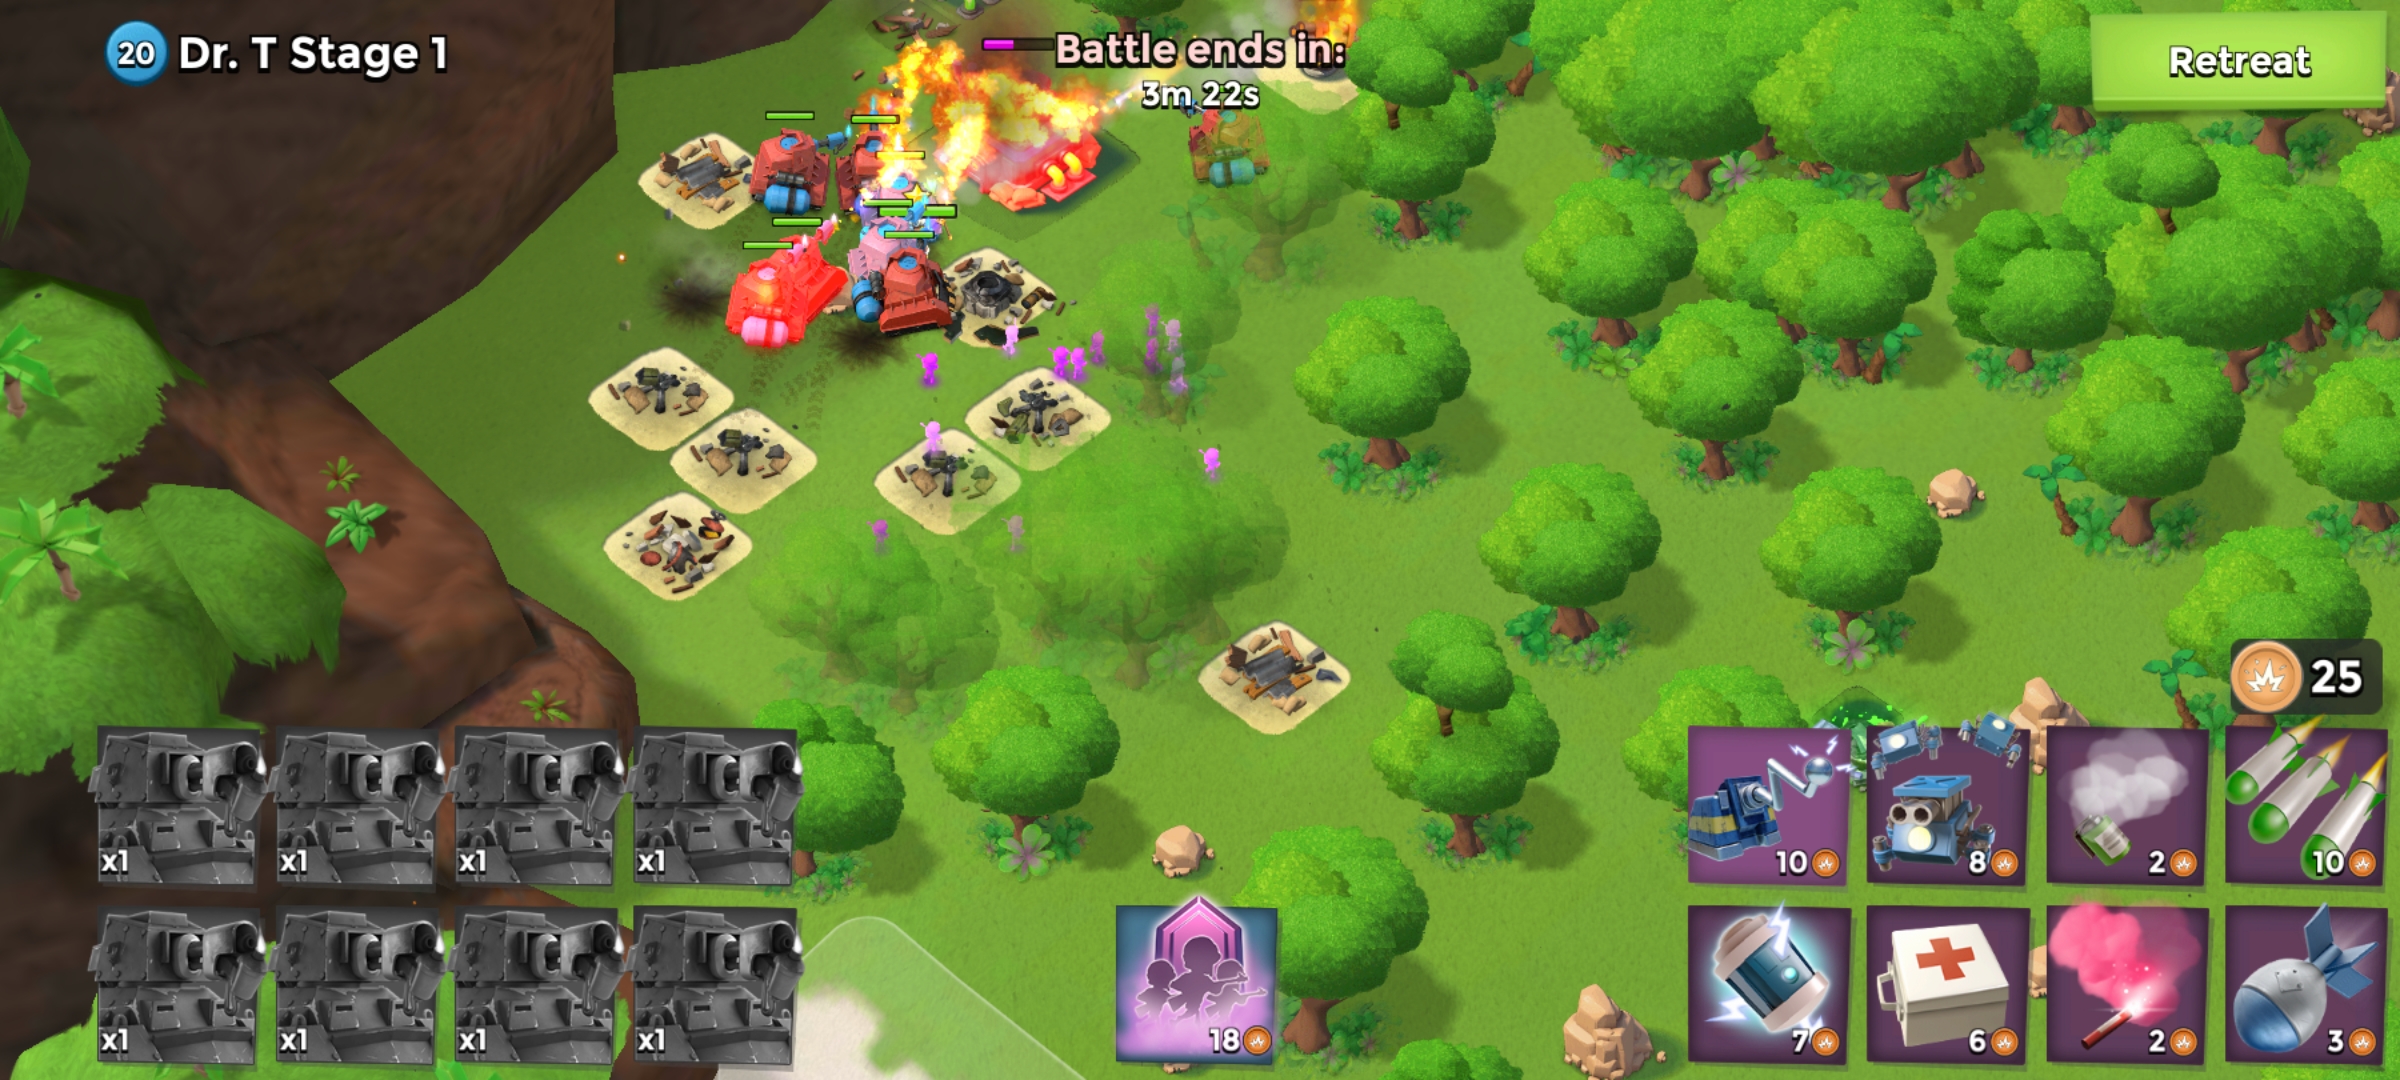 20 Dr. T Stage 1
Battle ends in:
3m 22s
Retreat
25
x1 x1 x1 x1
10 8 2 10
x1 x1 x1 x1
18
7 6 2 3